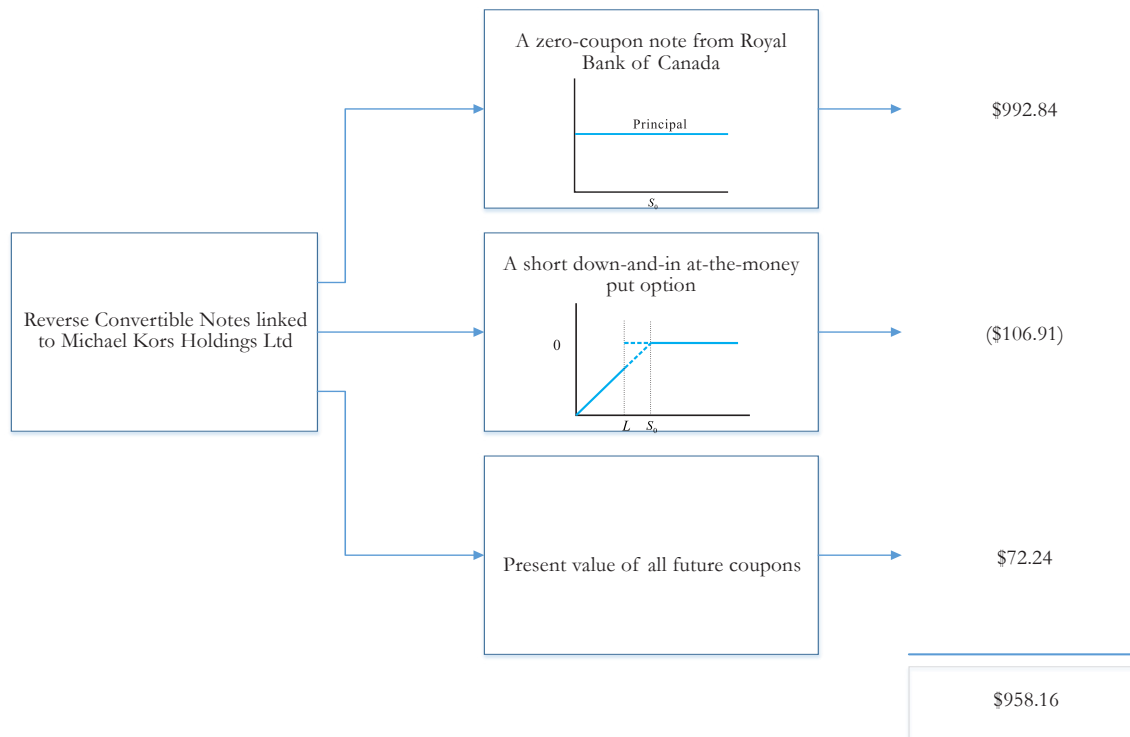 A zero-coupon note from Royal
Bank of Canada
Principal
S₀
$992.84
Reverse Convertible Notes linked
to Michael Kors Holdings Ltd
A short down-and-in at-the-money
put option
0
L S₀
($106.91)
Present value of all future coupons
$72.24
$958.16